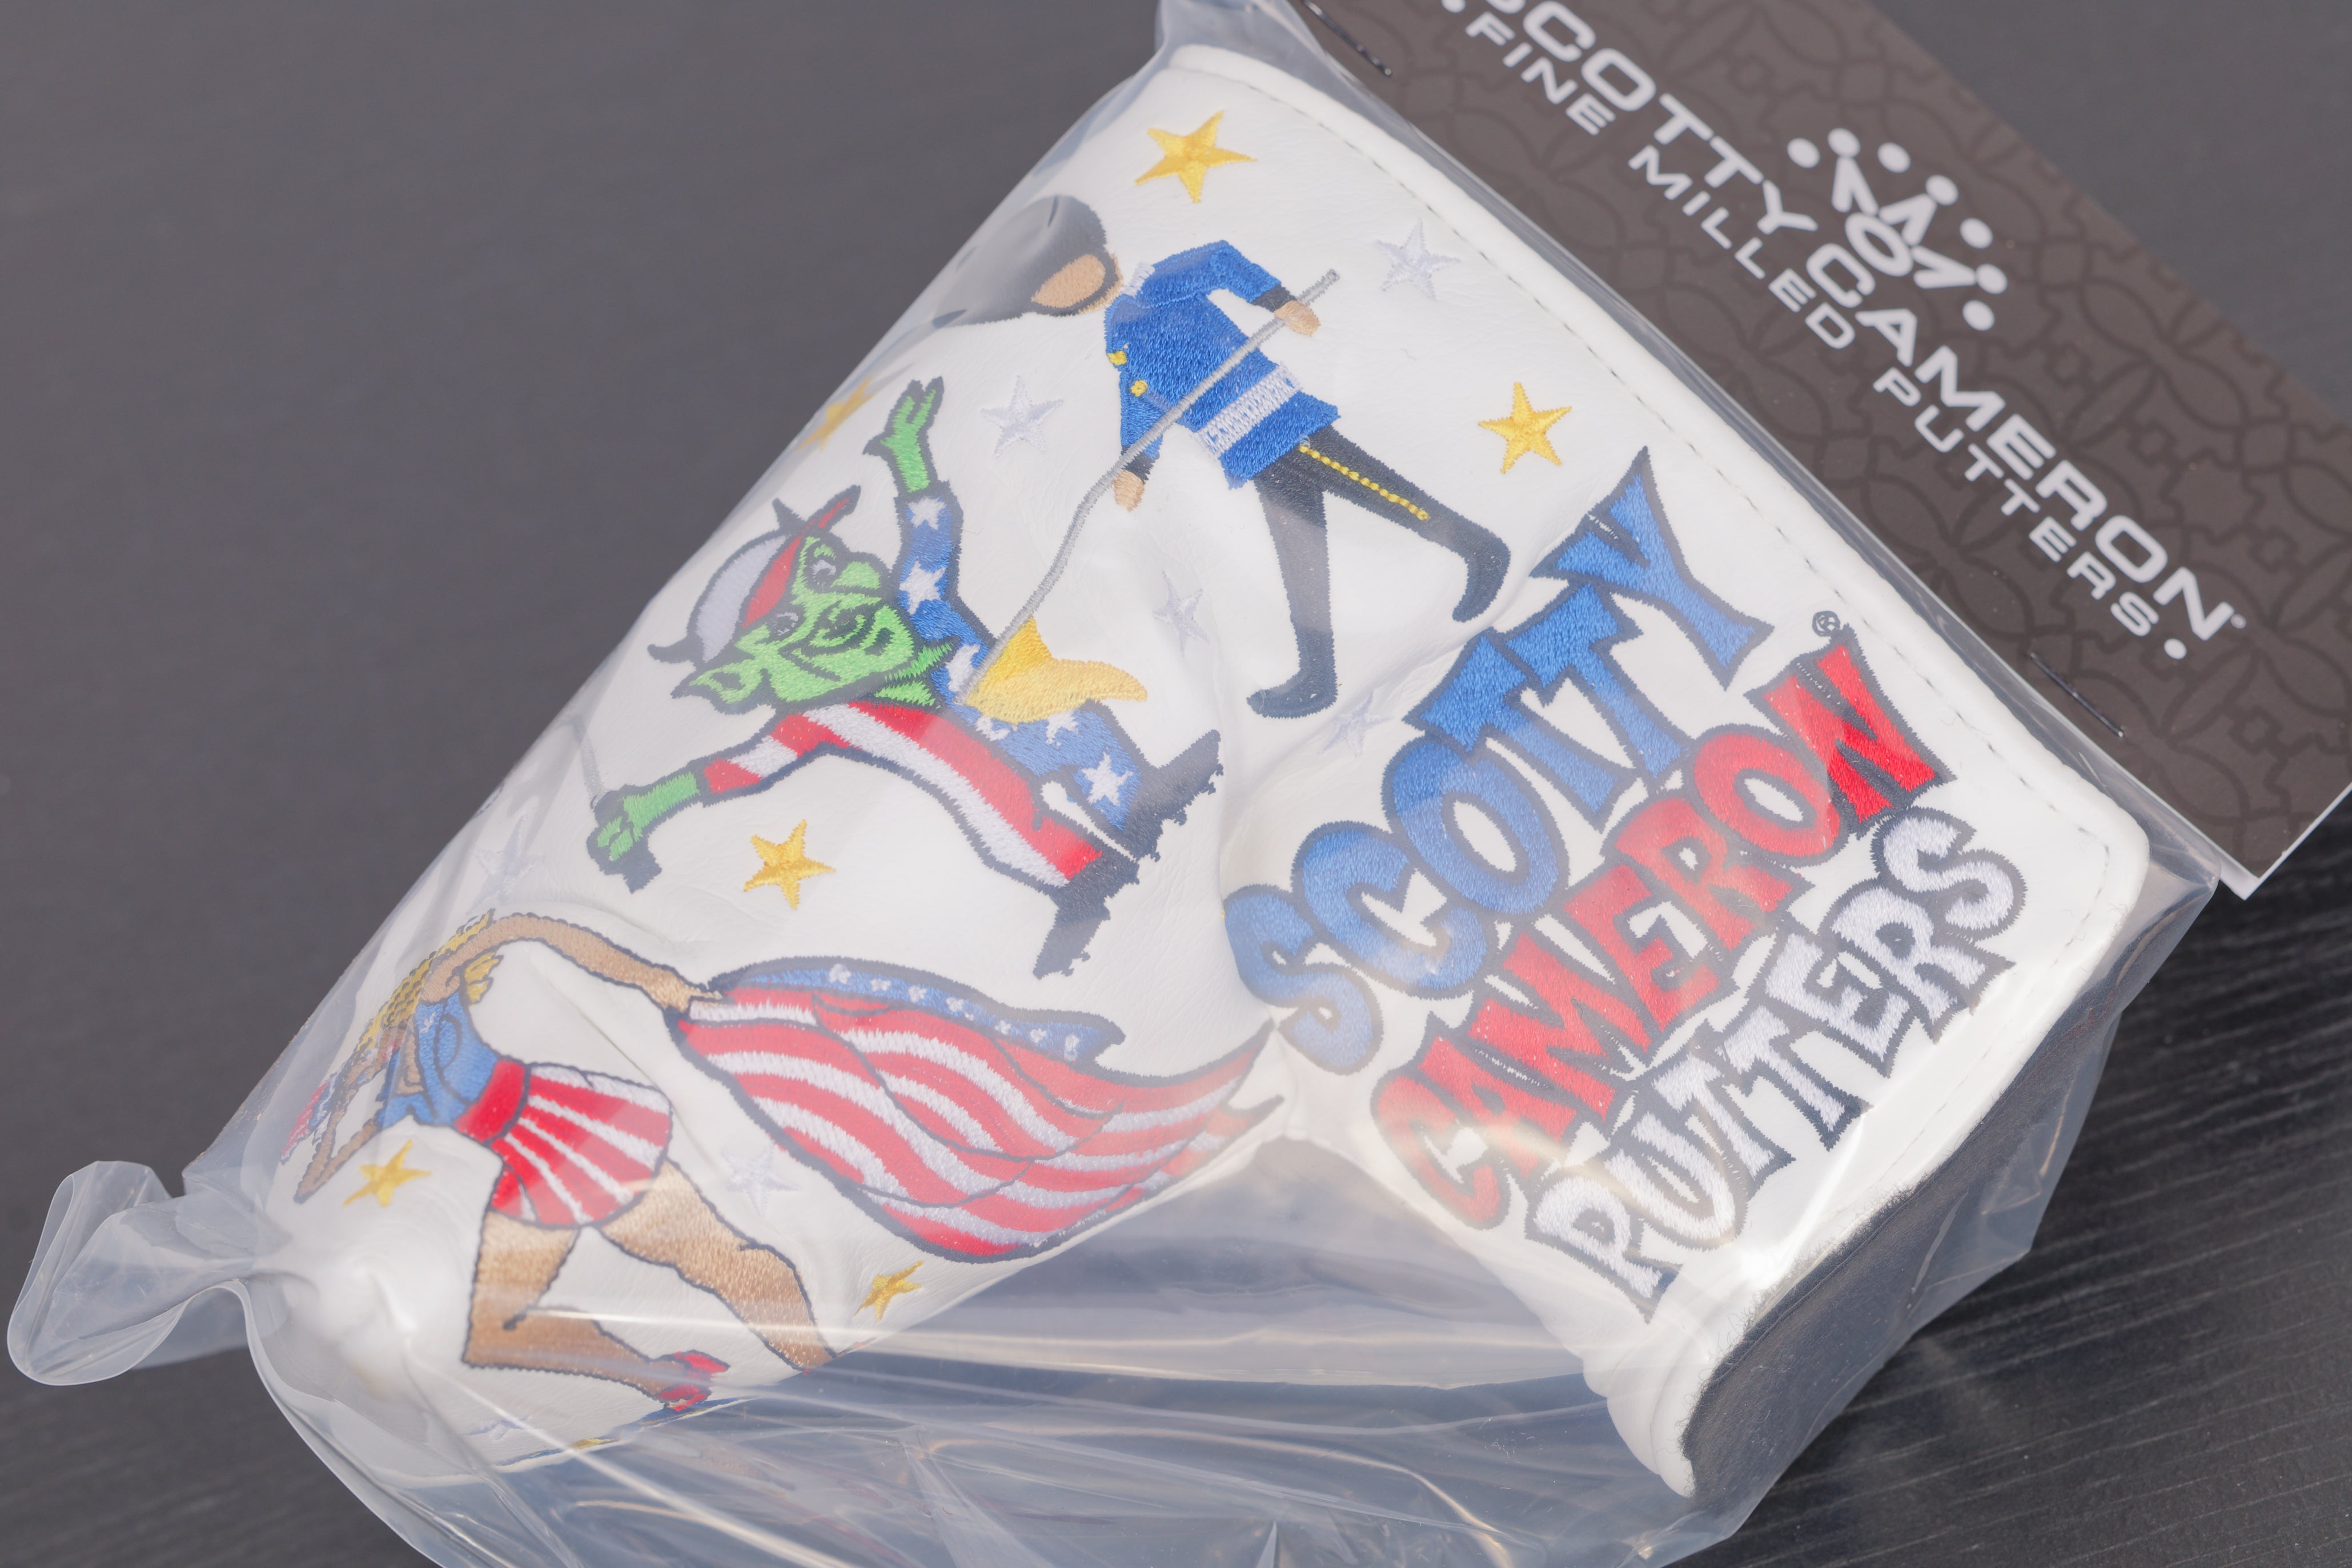 SCOTTY CAMERON®
• FINE MILLED PUTTERS •
SCOTTY
CAMERON®
PUTTERS